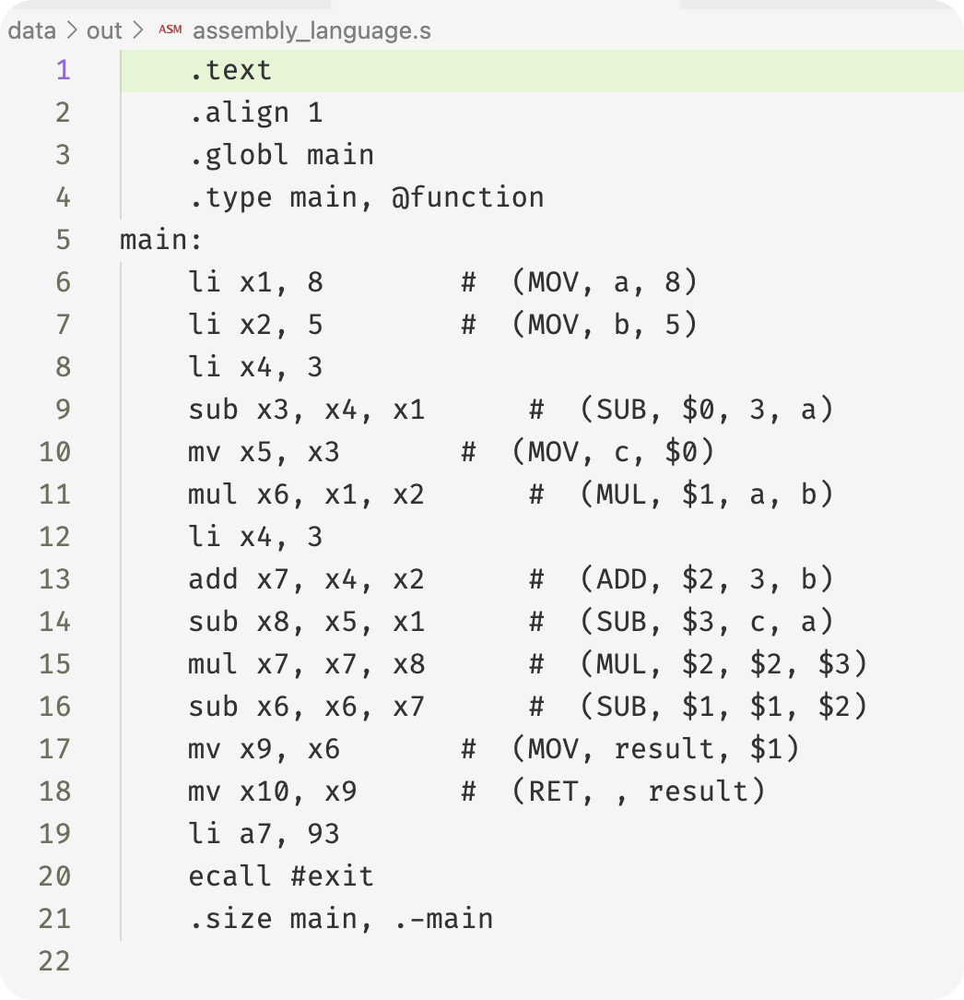 data > out > ASM assembly_language.s
1 .text
2 .align 1
3 .globl main
4 .type main, @function
5 main:
6 li x1, 8 # (MOV, a, 8)
7 li x2, 5 # (MOV, b, 5)
8 li x4, 3
9 sub x3, x4, x1 # (SUB, $0, 3, a)
10 mv x5, x3 # (MOV, c, $0)
11 mul x6, x1, x2 # (MUL, $1, a, b)
12 li x4, 3
13 add x7, x4, x2 # (ADD, $2, 3, b)
14 sub x8, x5, x1 # (SUB, $3, c, a)
15 mul x7, x7, x8 # (MUL, $2, $2, $3)
16 sub x6, x6, x7 # (SUB, $1, $1, $2)
17 mv x9, x6 # (MOV, result, $1)
18 mv x10, x9 # (RET, , result)
19 li a7, 93
20 ecall #exit
21 .size main, .-main
22